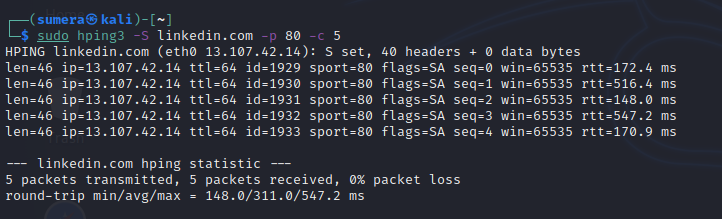 ┌──(sumera㉿kali)-[~]
└─$ sudo hping3 -S linkedin.com -p 80 -c 5
HPING linkedin.com (eth0 13.107.42.14): S set, 40 headers + 0 data bytes
len=46 ip=13.107.42.14 ttl=64 id=1929 sport=80 flags=SA seq=0 win=65535 rtt=172.4 ms
len=46 ip=13.107.42.14 ttl=64 id=1930 sport=80 flags=SA seq=1 win=65535 rtt=516.4 ms
len=46 ip=13.107.42.14 ttl=64 id=1931 sport=80 flags=SA seq=2 win=65535 rtt=148.0 ms
len=46 ip=13.107.42.14 ttl=64 id=1932 sport=80 flags=SA seq=3 win=65535 rtt=547.2 ms
len=46 ip=13.107.42.14 ttl=64 id=1933 sport=80 flags=SA seq=4 win=65535 rtt=170.9 ms

--- linkedin.com hping statistic ---
5 packets transmitted, 5 packets received, 0% packet loss
round-trip min/avg/max = 148.0/311.0/547.2 ms